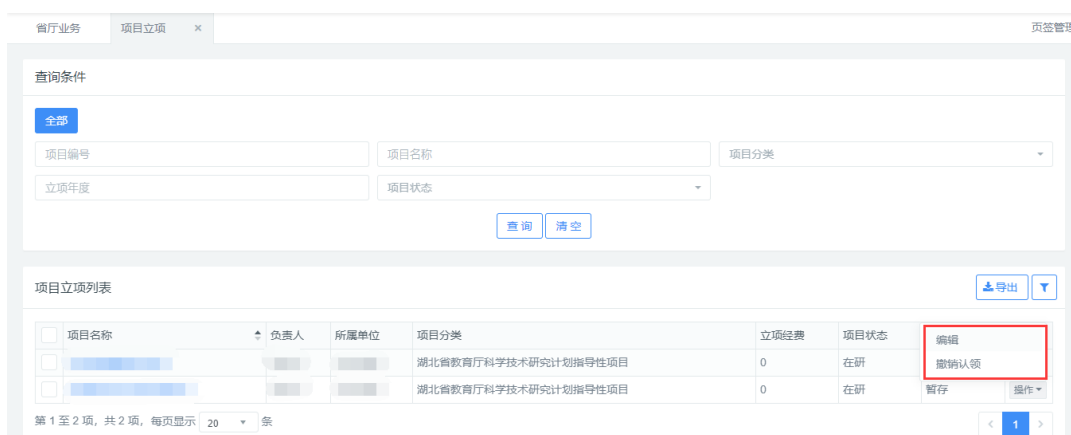 省厅业务 项目立项 × 页签管理
查询条件
全部
项目编号 项目名称 项目分类
立项年度 项目状态
查 询 清 空
项目立项列表 导出
项目名称 负责人 所属单位 项目分类 立项经费 项目状态 编辑
湖北省教育厅科学技术研究计划指导性项目 0 在研 撤销认领
湖北省教育厅科学技术研究计划指导性项目 0 在研 暂存 操作
第 1 至 2 项，共 2 项，每页显示 20 条 < 1 >